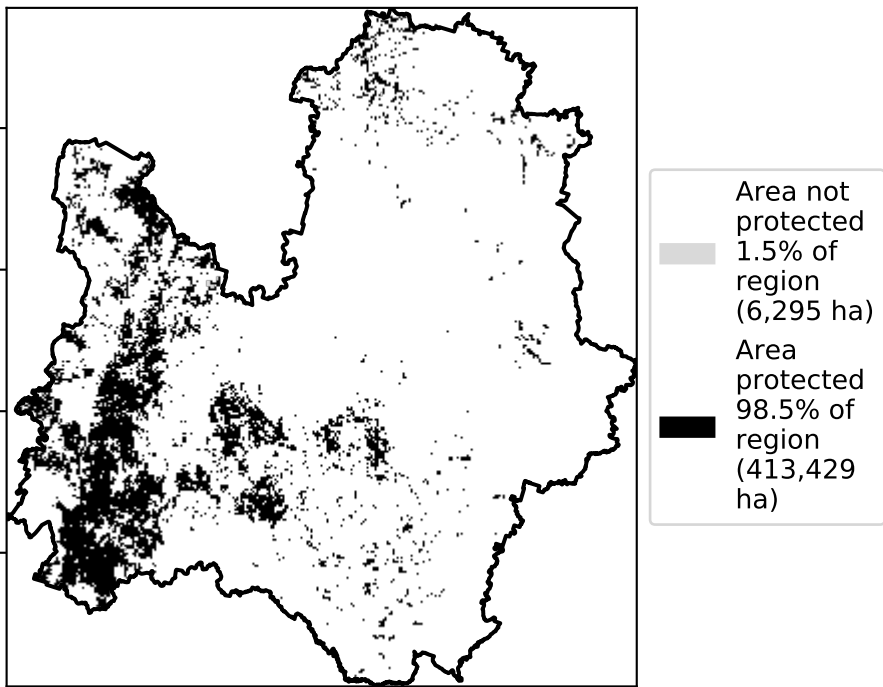 Area not
protected
1.5% of
region
(6,295 ha)
Area
protected
98.5% of
region
(413,429
ha)